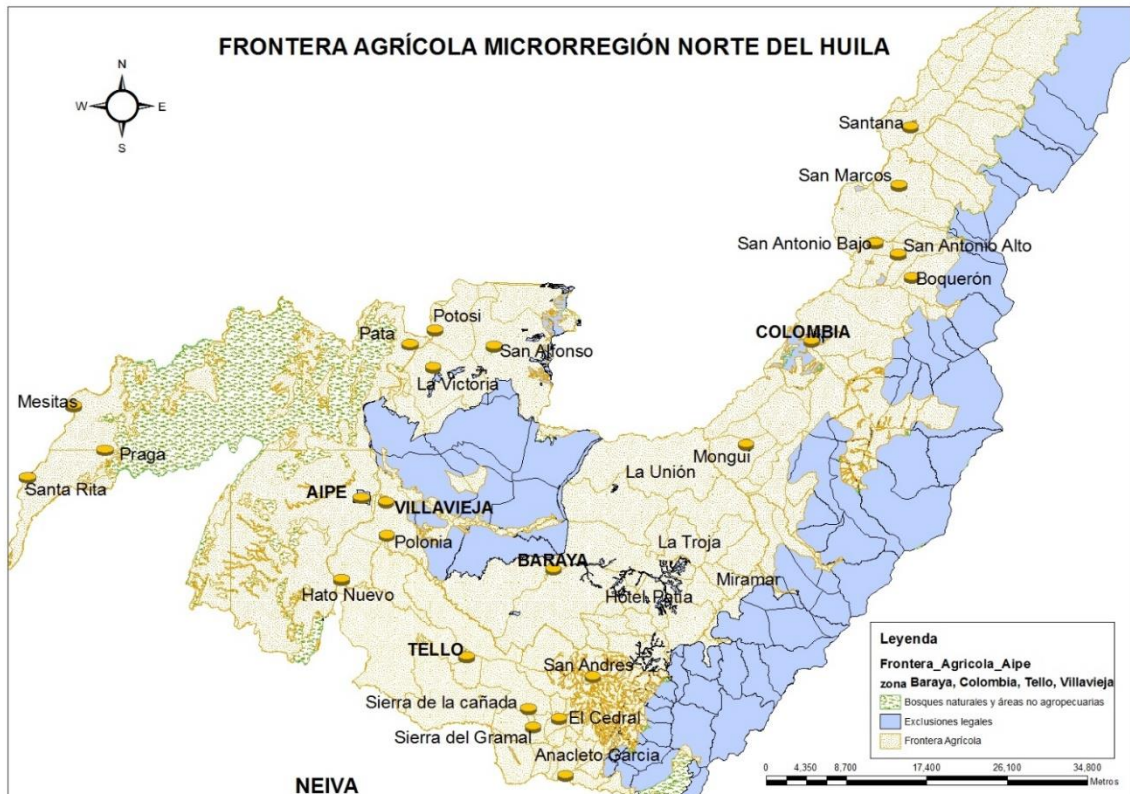 FRONTERA AGRÍCOLA MICRORREGIÓN NORTE DEL HUILA
N
W E
S
Santana
San Marcos
San Antonio Bajo
San Antonio Alto
Boquerón
COLOMBIA
Potosi
Pata
San Alfonso
La Victoria
Mesitas
Praga
Santa Rita
Mongui
La Unión
AIPE
VILLAVIEJA
Polonia
La Troja
BARAYA
Miramar
Hato Nuevo
Hotel Patía
TELLO
San Andres
Sierra de la cañada
El Cedral
Sierra del Gramal
Anacleto García
NEIVA
Leyenda
Frontera_Agricola_Aipe
zona Baraya, Colombia, Tello, Villavieja
Bosques naturales y áreas no agropecuarias
Exclusiones legales
Frontera Agrícola
0 4,350 8,700 17,400 26,100 34,800
Metros